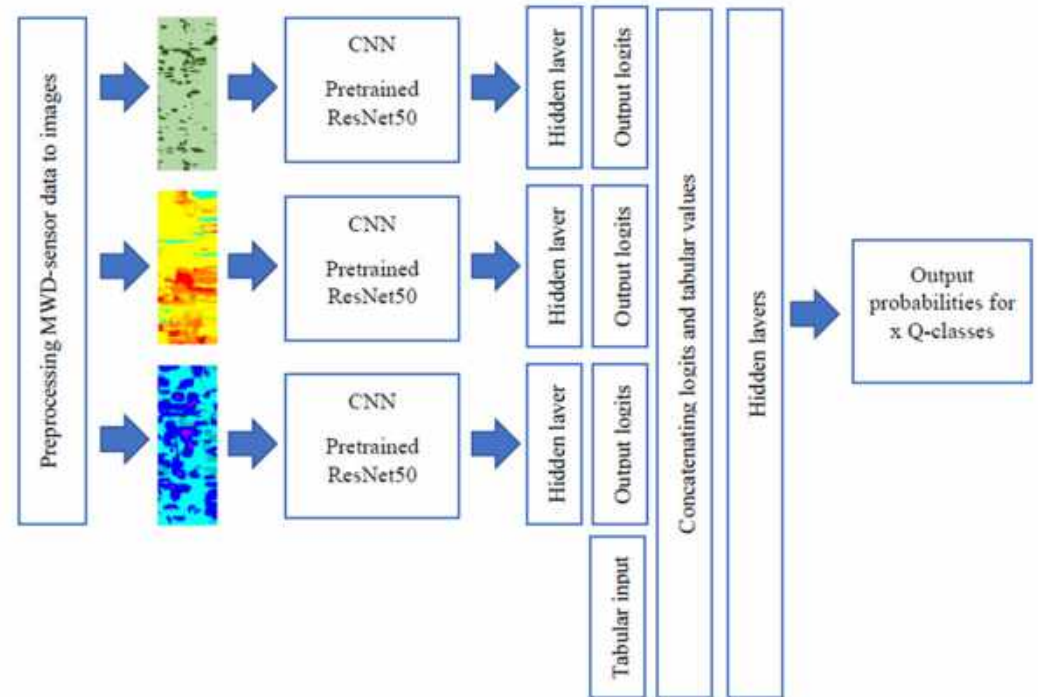 Preprocessing MWD-sensor data to images
CNN
Pretrained
ResNet50
Hidden layer
Output logits
CNN
Pretrained
ResNet50
Hidden layer
Output logits
CNN
Pretrained
ResNet50
Hidden layer
Output logits
Tabular input
Concatenating logits and tabular values
Hidden layers
Output
probabilities for
x Q-classes